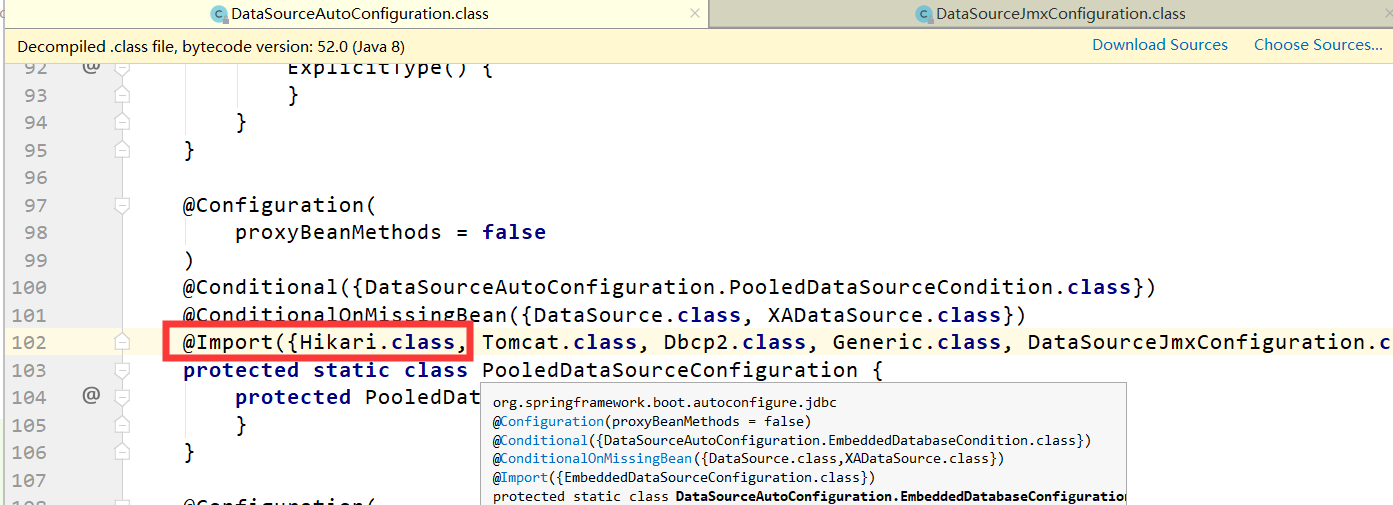 DataSourceAutoConfiguration.class
DataSourceJmxConfiguration.class
Decompiled .class file, bytecode version: 52.0 (Java 8)
Download Sources
Choose Sources...
92 @ ExplicitType() {
93 }
94 }
95 }
96
97 @Configuration(
98 proxyBeanMethods = false
99 )
100 @Conditional({DataSourceAutoConfiguration.PooledDataSourceCondition.class})
101 @ConditionalOnMissingBean({DataSource.class, XADataSource.class})
102 @Import({Hikari.class, Tomcat.class, Dbcp2.class, Generic.class, DataSourceJmxConfiguration.c
103 protected static class PooledDataSourceConfiguration {
104 @ protected PooledDat
105 }
106 }
107
org.springframework.boot.autoconfigure.jdbc
@Configuration(proxyBeanMethods = false)
@Conditional({DataSourceAutoConfiguration.EmbeddedDatabaseCondition.class})
@ConditionalOnMissingBean({DataSource.class,XADataSource.class})
@Import({EmbeddedDataSourceConfiguration.class})
protected static class DataSourceAutoConfiguration.EmbeddedDatabaseConfiguration
108 @Configuration(